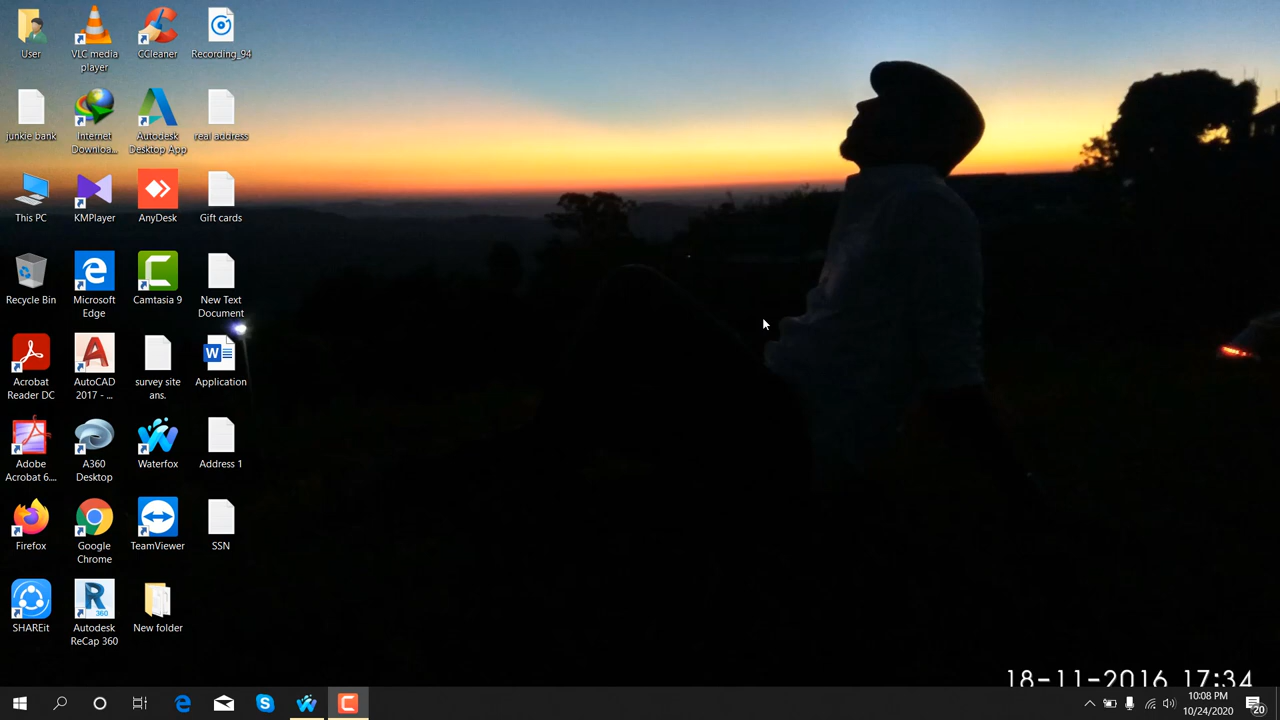 User
VLC media
player
CCleaner
Recording_94
junkie bank
Internet
Downloa...
Autodesk
Desktop App
real address
This PC
KMPlayer
AnyDesk
Gift cards
Recycle Bin
Microsoft
Edge
Camtasia 9
New Text
Document
Acrobat
Reader DC
AutoCAD
2017 - ...
survey site
ans.
Application
Adobe
Acrobat 6....
A360
Desktop
Waterfox
Address 1
Firefox
Google
Chrome
TeamViewer
SSN
SHAREit
R
360
Autodesk
ReCap 360
New folder
18-11-2016 17:34
10:08 PM
10/24/2020
20